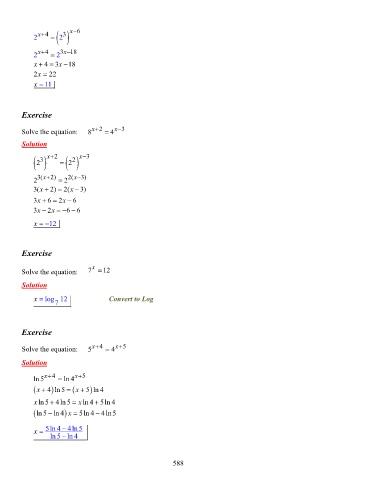 2^{x+4} = (2^3)^{x-6}
2^{x+4} = 2^{3x-18}
x + 4 = 3x - 18
2x = 22
x = 11
Exercise
Solve the equation: 8^{x+2} = 4^{x-3}
Solution
(2^3)^{x+2} = (2^2)^{x-3}
2^{3(x+2)} = 2^{2(x-3)}
3(x + 2) = 2(x - 3)
3x + 6 = 2x - 6
3x - 2x = -6 - 6
x = -12
Exercise
Solve the equation: 7^x = 12
Solution
x = log_7 12 Convert to Log
Exercise
Solve the equation: 5^{x+4} = 4^{x+5}
Solution
ln 5^{x+4} = ln 4^{x+5}
(x + 4) ln 5 = (x + 5) ln 4
x ln 5 + 4 ln 5 = x ln 4 + 5 ln 4
(ln 5 - ln 4) x = 5 ln 4 - 4 ln 5
x = \frac{5 ln 4 - 4 ln 5}{ln 5 - ln 4}
588